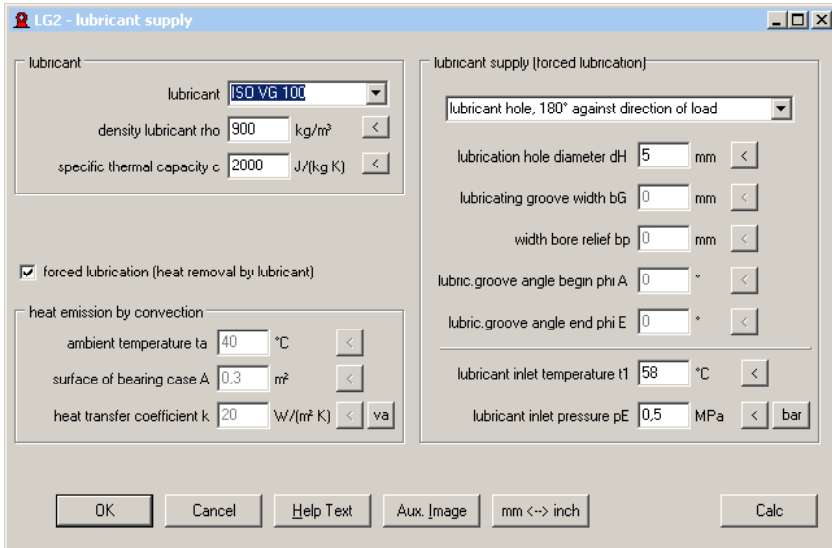 LG2 - lubricant supply
lubricant
lubricant ISO VG 100
density lubricant rho 900 kg/m³ <
specific thermal capacity c 2000 J/(kg K) <
forced lubrication (heat removal by lubricant)
heat emission by convection
ambient temperature ta 40 °C <
surface of bearing case A 0,3 m² <
heat transfer coefficient k 20 W/(m² K) < va
lubricant supply (forced lubrication)
lubricant hole, 180° against direction of load
lubrication hole diameter dH 5 mm <
lubricating groove width bG 0 mm <
width bore relief bp 0 mm <
lubric.groove angle begin phi A 0 ° <
lubric.groove angle end phi E 0 ° <
lubricant inlet temperature t1 58 °C <
lubricant inlet pressure pE 0,5 MPa < bar
OK Cancel Help Text Aux. Image mm <--> inch Calc